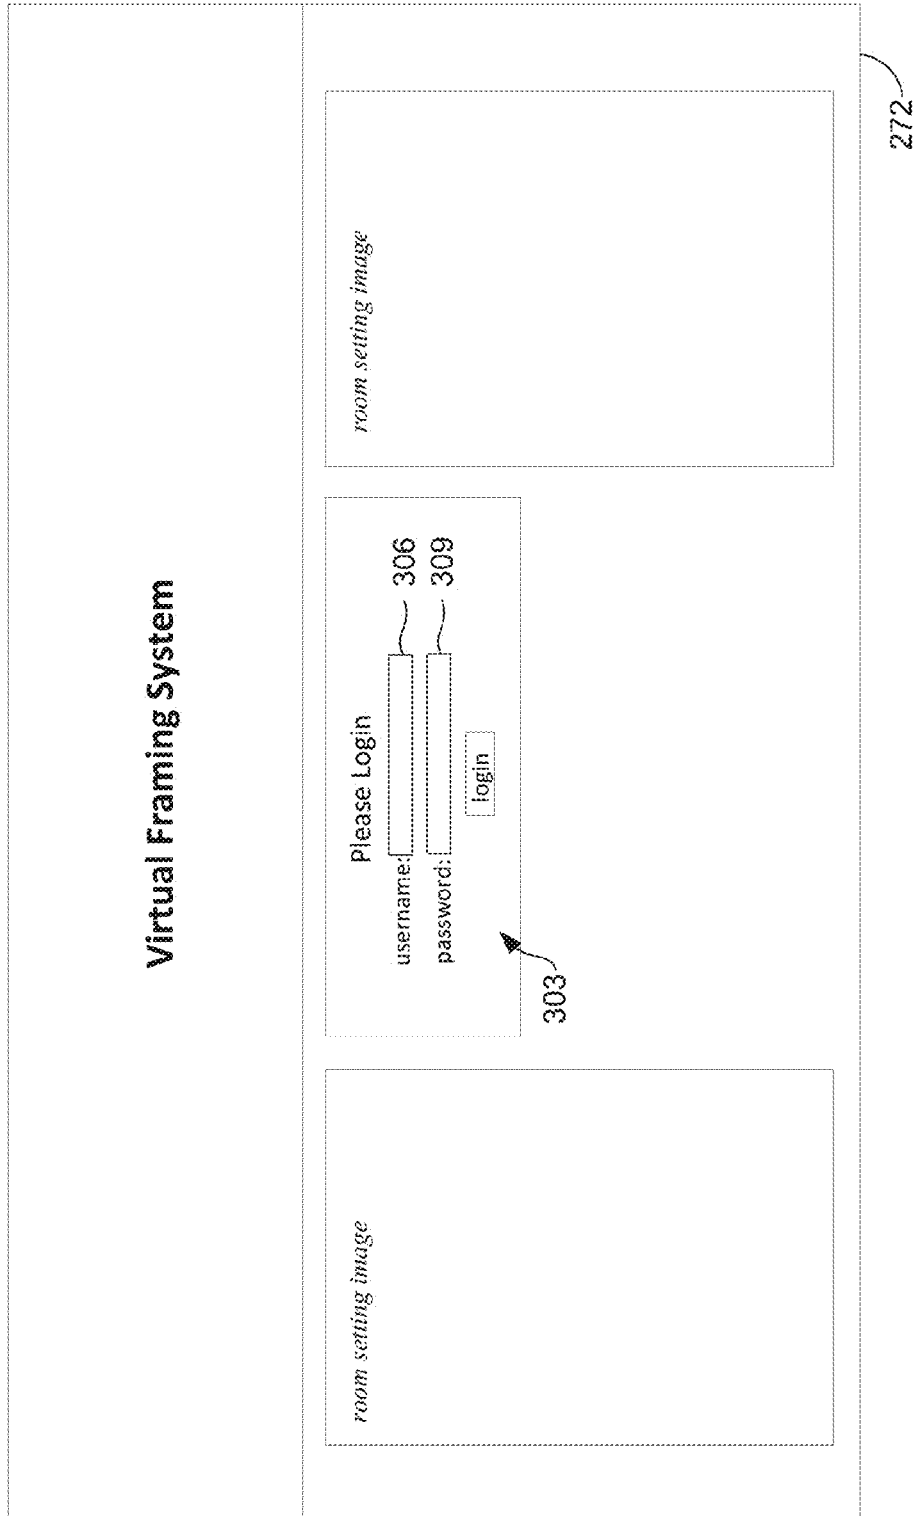 Virtual Framing System
room setting image
Please Login
username:
306
password:
309
login
303
room setting image
272